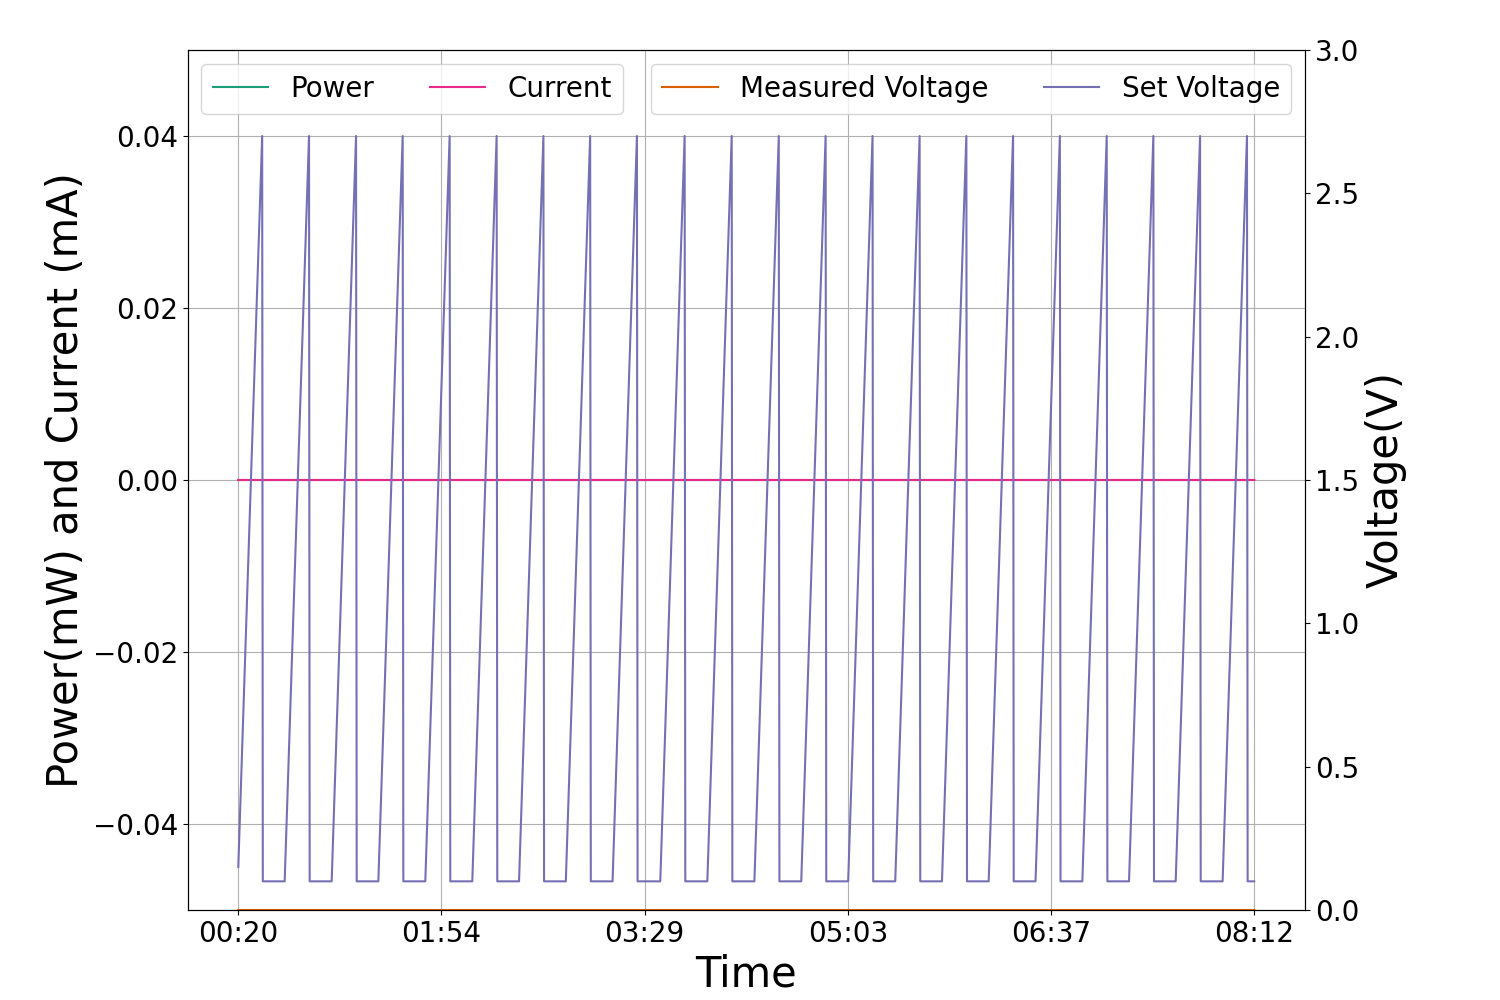 Power Current Measured Voltage Set Voltage
3.0
0.04
2.5
0.02
2.0
0.00
1.5
−0.02
1.0
−0.04
0.5
0.0
Power(mW) and Current (mA)
Voltage(V)
00:20 01:54 03:29 05:03 06:37 08:12
Time